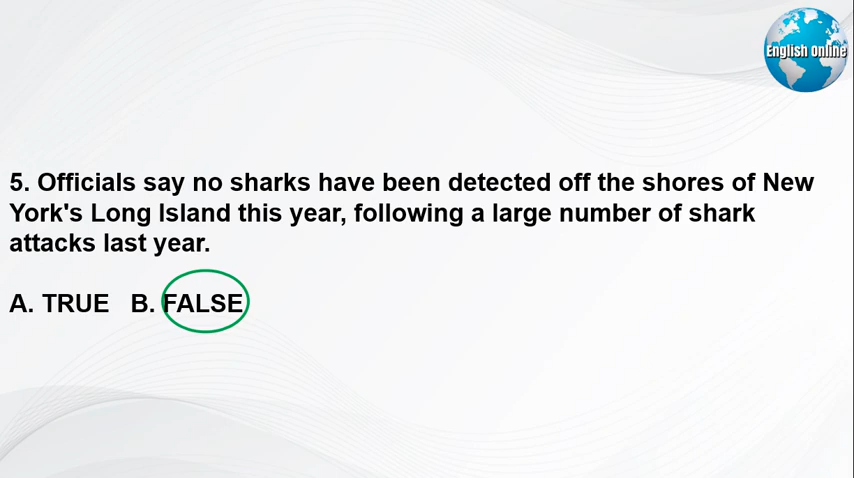 English Online
5. Officials say no sharks have been detected off the shores of New
York's Long Island this year, following a large number of shark
attacks last year.
A. TRUE B. FALSE